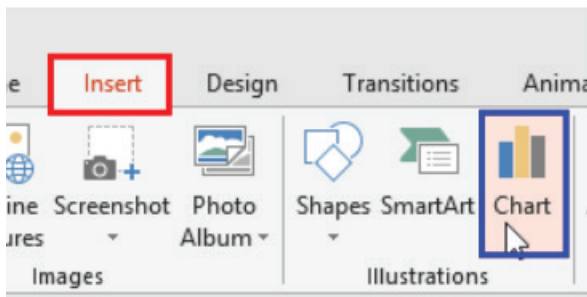 e Insert Design Transitions Anima
ine Screenshot Photo Shapes SmartArt Chart
ures Album
Images Illustrations